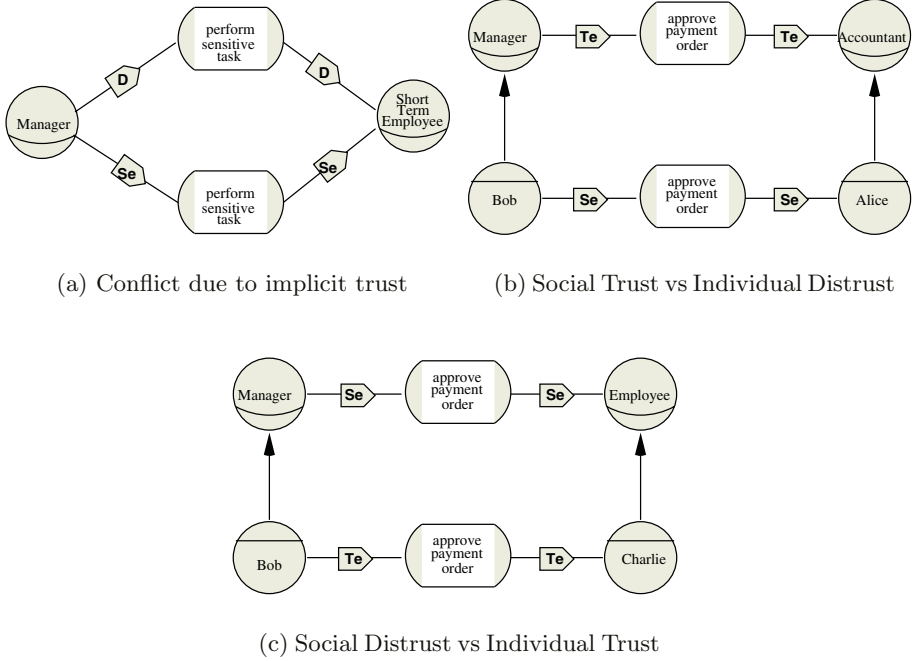 perform
sensitive
task
D
D
Manager
Short
Term
Employee
Se
Se
perform
sensitive
task
(a) Conflict due to implicit trust
Manager
Te
approve
payment
order
Te
Accountant
Bob
Se
approve
payment
order
Se
Alice
(b) Social Trust vs Individual Distrust
Manager
Se
approve
payment
order
Se
Employee
Bob
Te
approve
payment
order
Te
Charlie
(c) Social Distrust vs Individual Trust